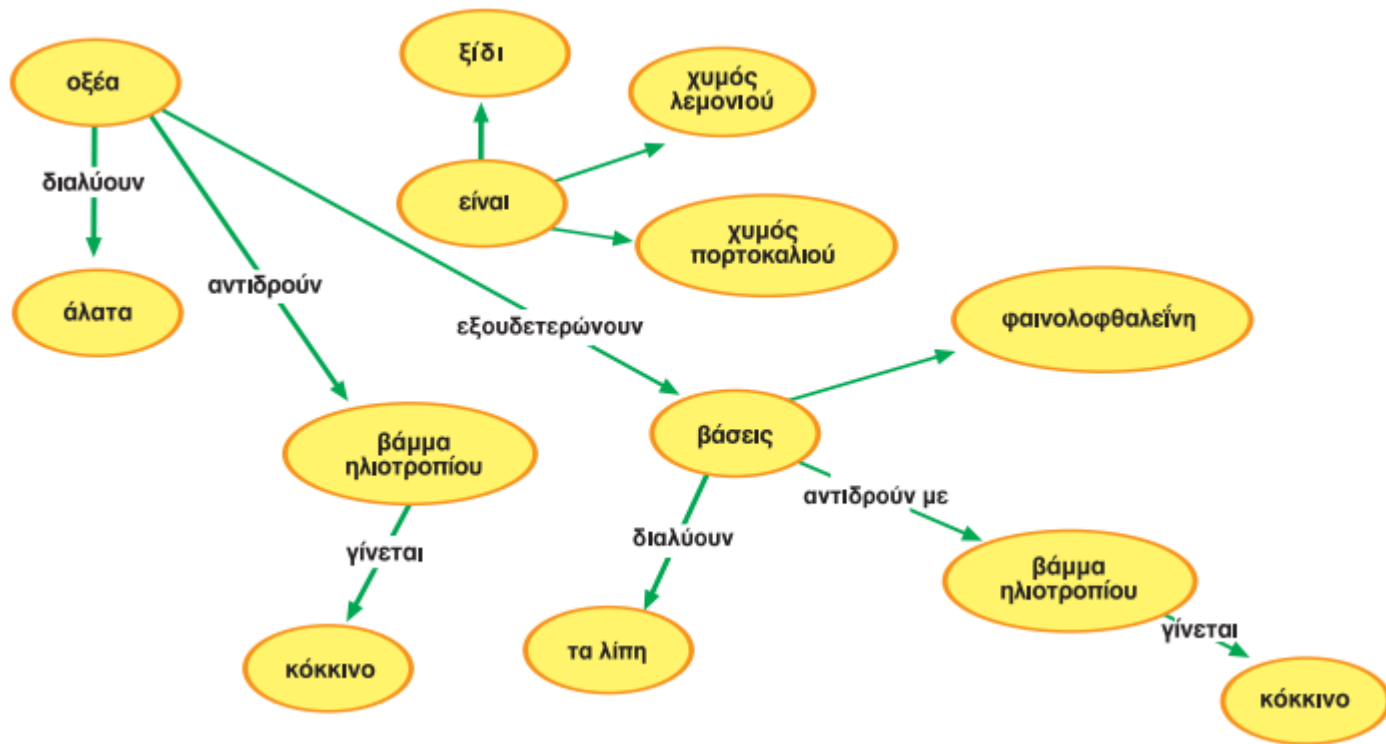 οξέα
ξίδι
χυμός
λεμονιού
διαλύουν
είναι
χυμός
πορτοκαλιού
άλατα
αντιδρούν
εξουδετερώνουν
φαινολοφθαλεΐνη
βάμμα
ηλιοτροπίου
βάσεις
αντιδρούν με
γίνεται
διαλύουν
βάμμα
ηλιοτροπίου
γίνεται
κόκκινο
τα λίπη
κόκκινο